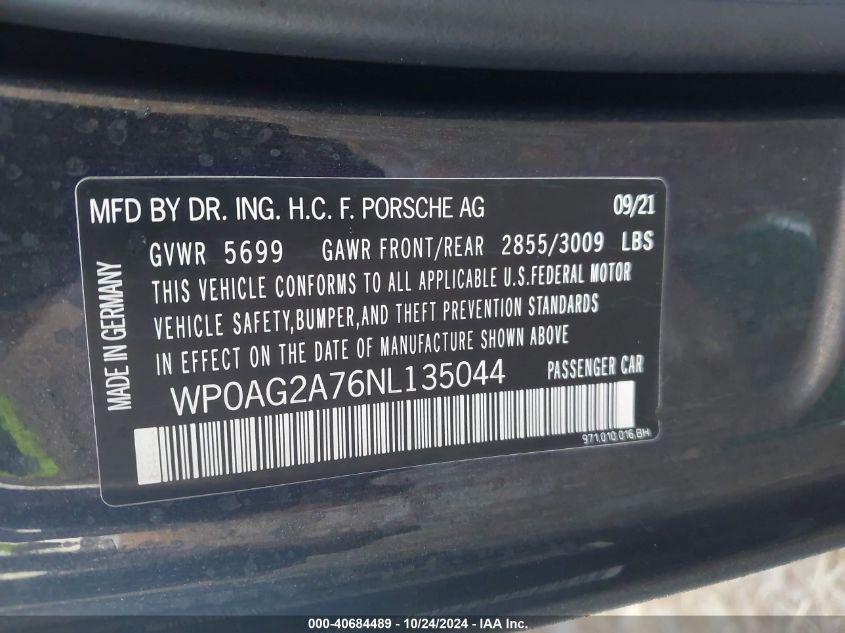 MFD BY DR. ING. H.C. F. PORSCHE AG 09/21
GVWR 5699 GAWR FRONT/REAR 2855/3009 LBS
THIS VEHICLE CONFORMS TO ALL APPLICABLE U.S.FEDERAL MOTOR
VEHICLE SAFETY,BUMPER,AND THEFT PREVENTION STANDARDS
IN EFFECT ON THE DATE OF MANUFACTURE SHOWN ABOVE
WP0AG2A76NL135044 PASSENGER CAR
971.010.016.BH
MADE IN GERMANY
000-40684489 - 10/24/2024 - IAA Inc.